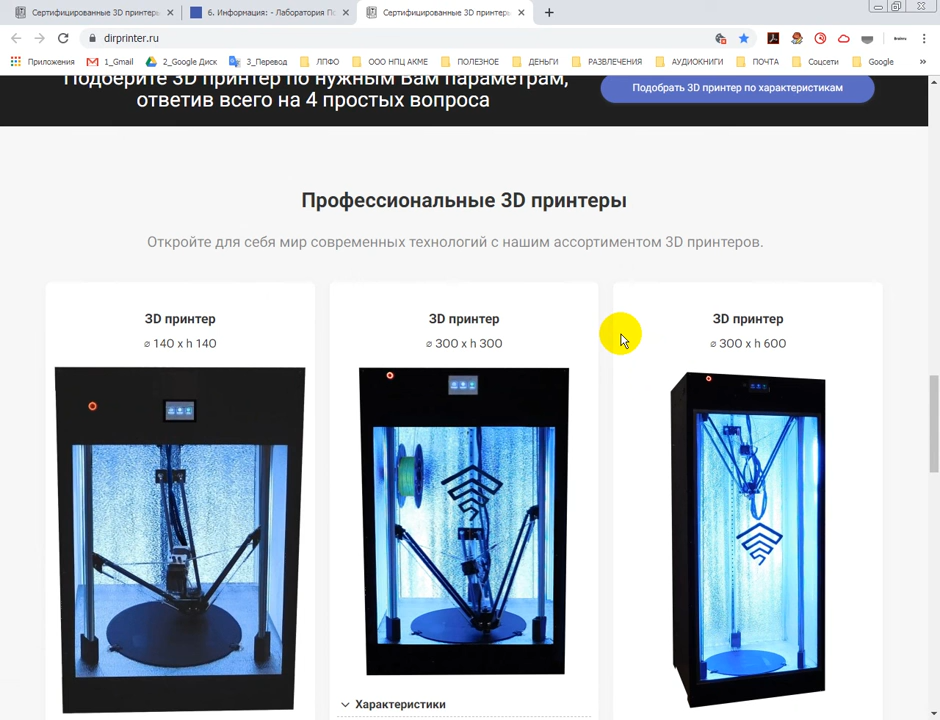 Сертифицированные 3D принтеры
6. Информация: - Лаборатория По
Сертифицированные 3D принтеры
dirprinter.ru
Приложения 1_Gmail 2_Google Диск 3_Перевод ЛПФО ООО НПЦ АКМЕ ПОЛЕЗНОЕ ДЕНЬГИ РАЗВЛЕЧЕНИЯ АУДИОКНИГИ ПОЧТА Соцсети Google »
Подберите 3D принтер по нужным Вам параметрам,
ответив всего на 4 простых вопроса
Подобрать 3D принтер по характеристикам
Профессиональные 3D принтеры
Откройте для себя мир современных технологий с нашим ассортиментом 3D принтеров.
3D принтер
⌀ 140 x h 140
3D принтер
⌀ 300 x h 300
Характеристики
3D принтер
⌀ 300 x h 600